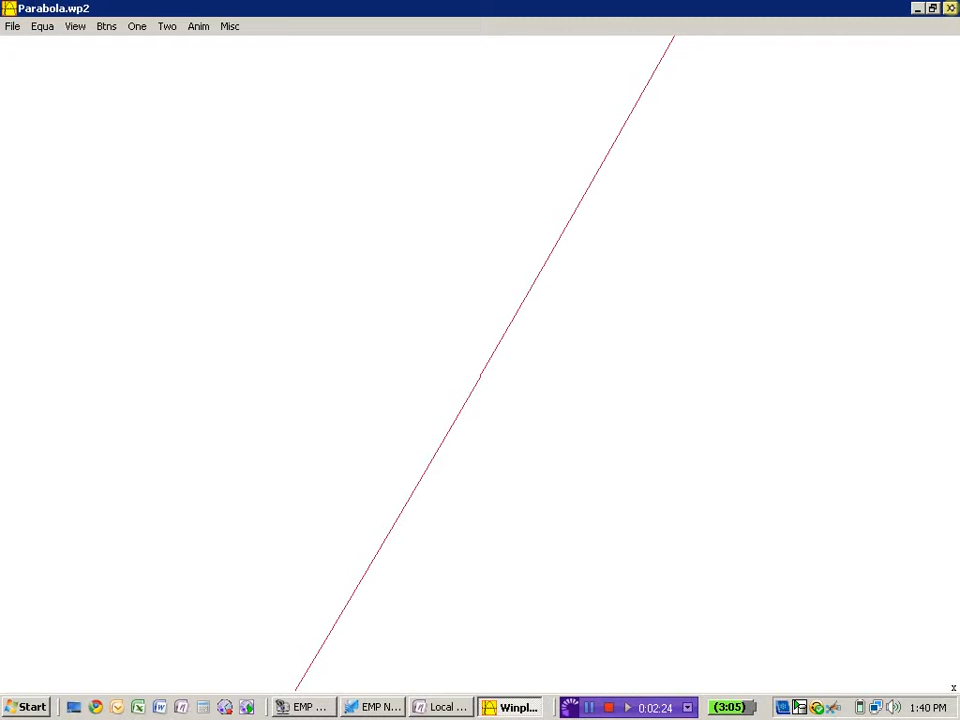 Parabola.wp2
File Equa View Btns One Two Anim Misc
x
Start EMP ... EMP N... Local ... Winpl... 0:02:24 (3:05) 1:40 PM